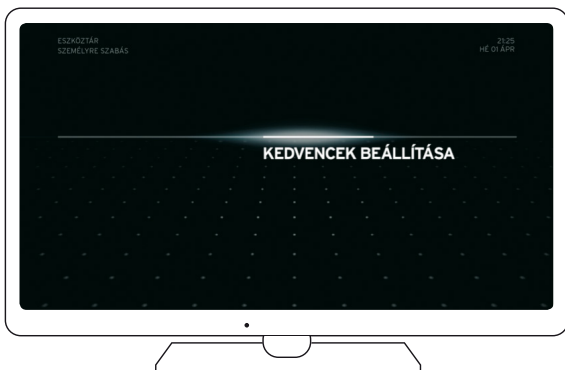 ESZKÖZTÁR
SZEMÉLYRE SZABÁS
21:25
HÉ 01 ÁPR
KEDVENCEK BEÁLLÍTÁSA